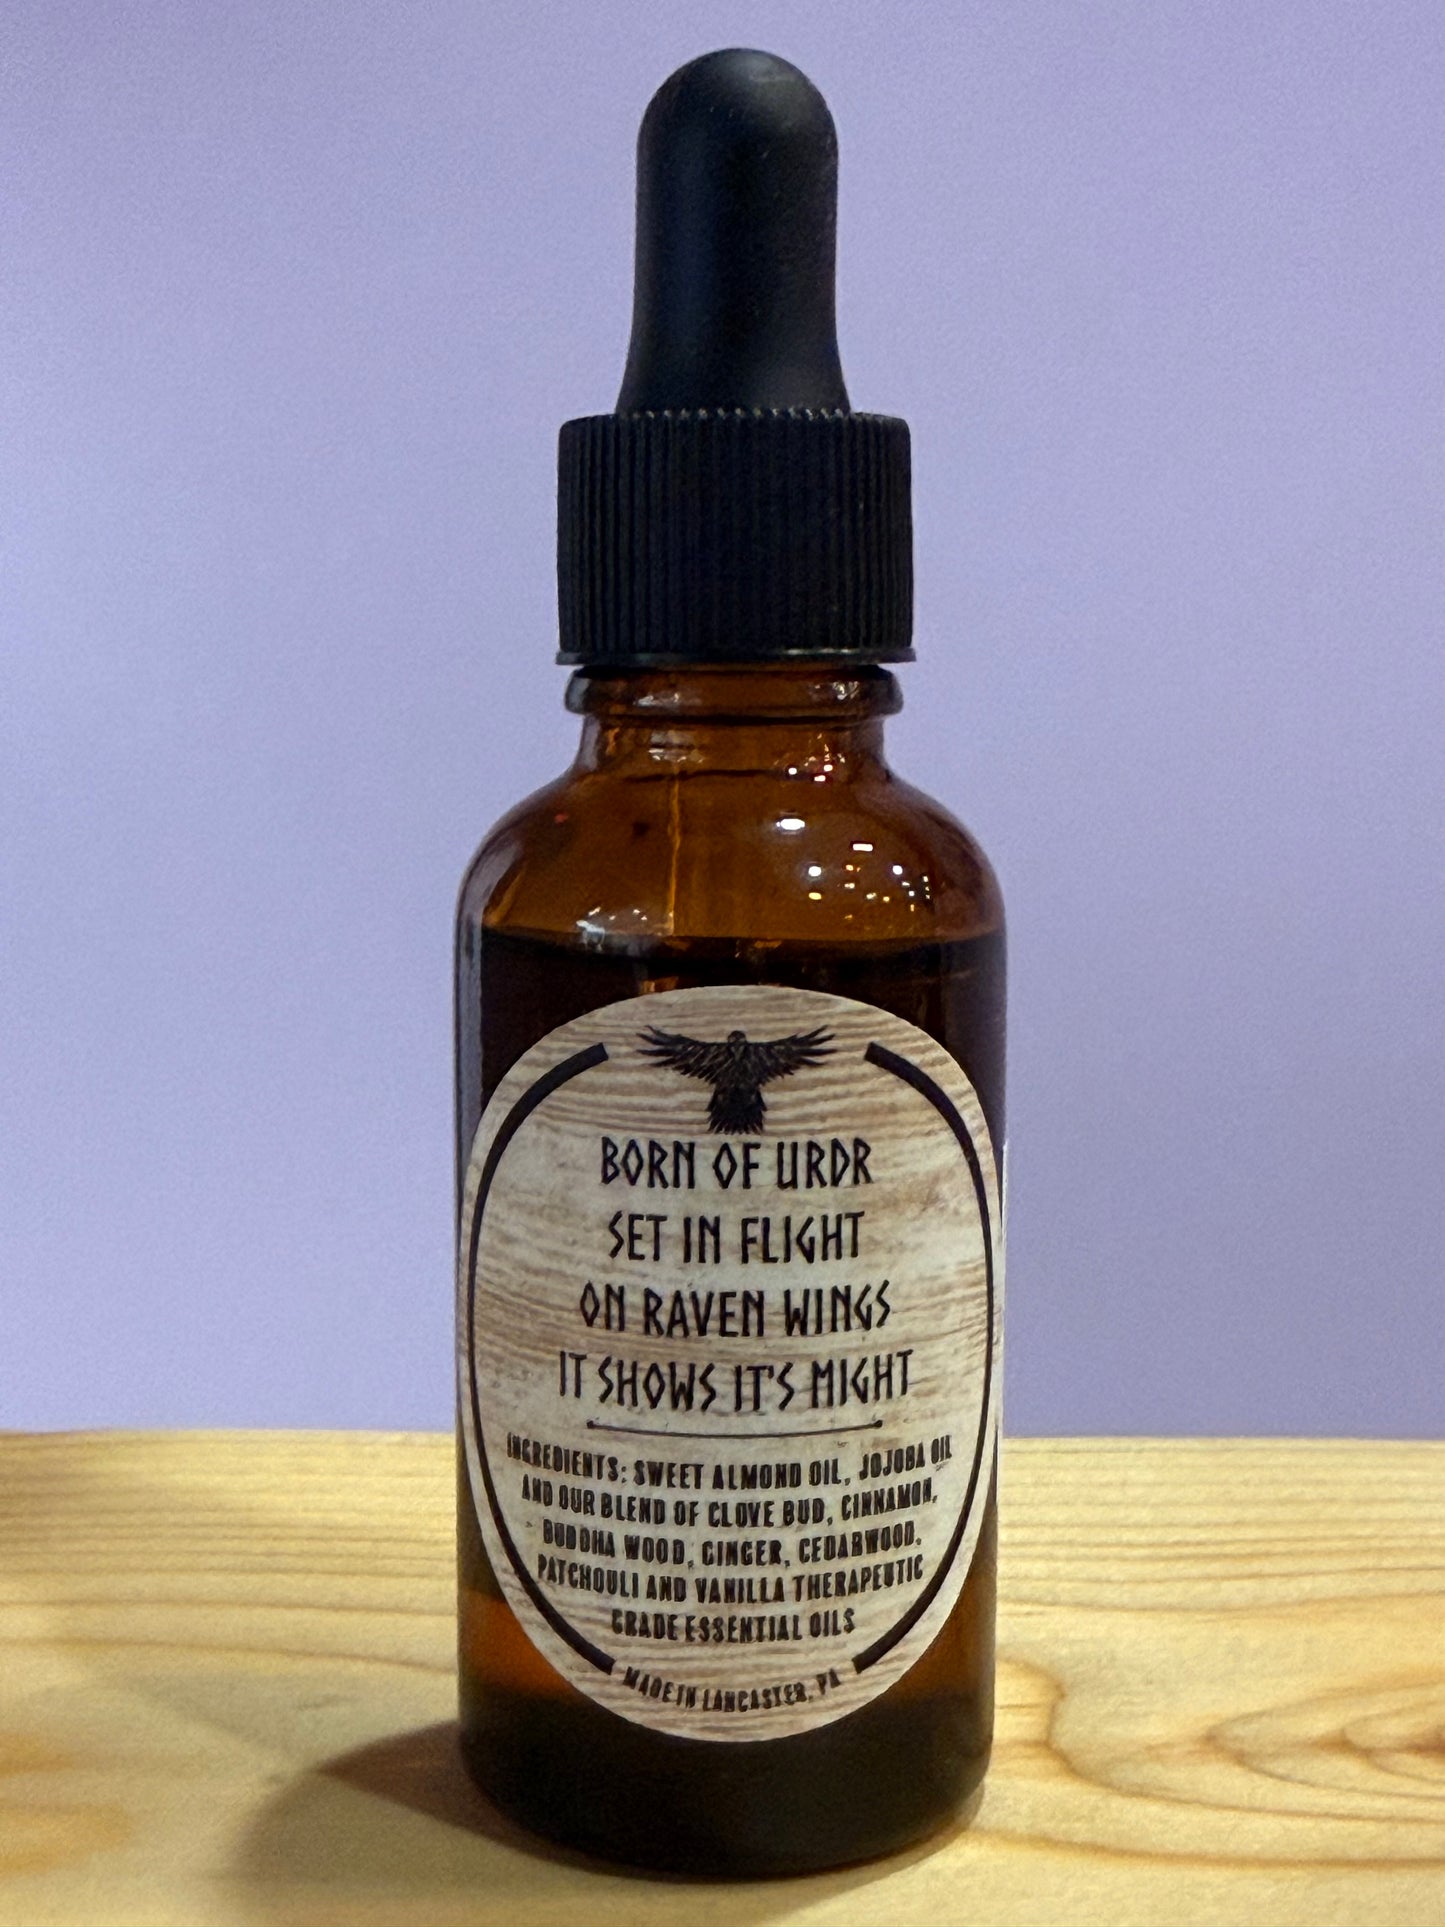 BORN OF URDR
SET IN FLIGHT
ON RAVEN WINGS
IT SHOWS IT'S MIGHT
INGREDIENTS: SWEET ALMOND OIL, JOJOBA OIL
AND OUR BLEND OF CLOVE BUD, CINNAMON,
BUDDHA WOOD, GINGER, CEDARWOOD,
PATCHOULI AND VANILLA THERAPEUTIC
GRADE ESSENTIAL OILS
MADE IN LANCASTER, PA